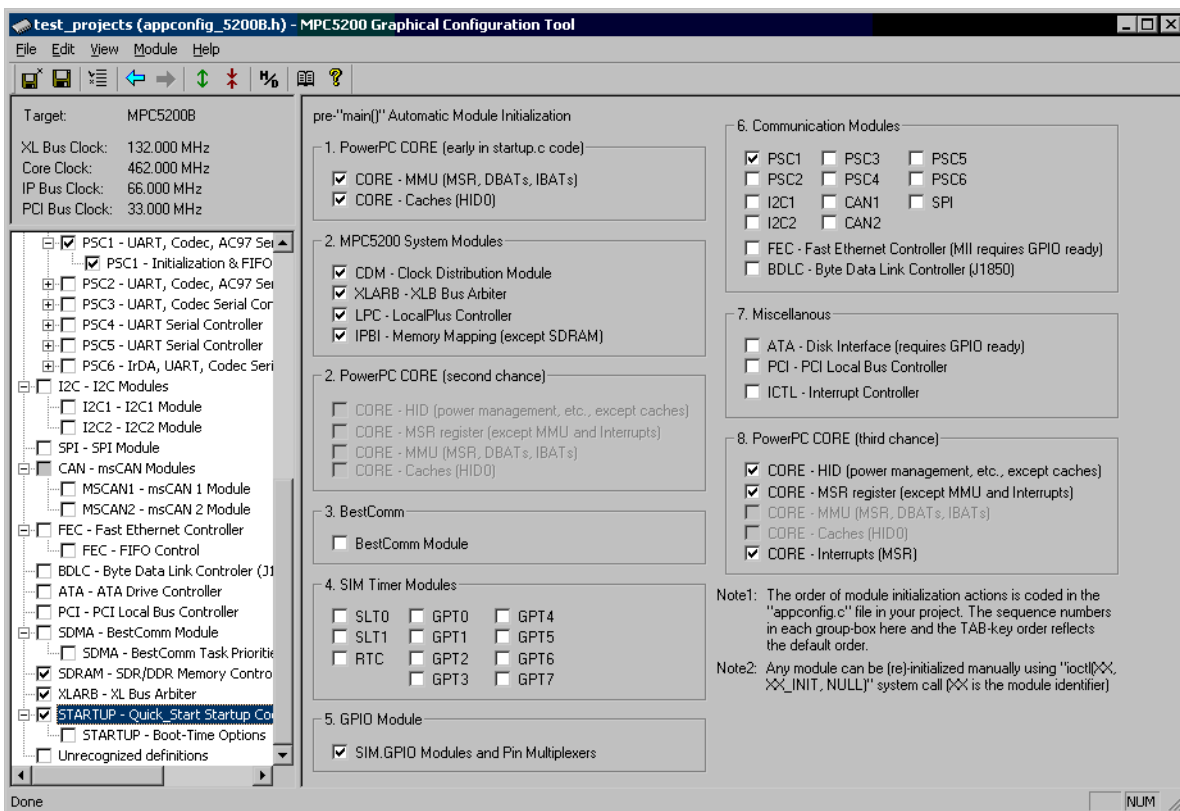 test_projects (appconfig_5200B.h) - MPC5200 Graphical Configuration Tool
File Edit View Module Help
Target: MPC5200B
XL Bus Clock: 132.000 MHz
Core Clock: 462.000 MHz
IP Bus Clock: 66.000 MHz
PCI Bus Clock: 33.000 MHz
PSC1 - UART, Codec, AC97 Ser
PSC1 - Initialization & FIFO
PSC2 - UART, Codec, AC97 Ser
PSC3 - UART, Codec Serial Con
PSC4 - UART Serial Controller
PSC5 - UART Serial Controller
PSC6 - IrDA, UART, Codec Seri
I2C - I2C Modules
I2C1 - I2C1 Module
I2C2 - I2C2 Module
SPI - SPI Module
CAN - msCAN Modules
MSCAN1 - msCAN 1 Module
MSCAN2 - msCAN 2 Module
FEC - Fast Ethernet Controller
FEC - FIFO Control
BDLC - Byte Data Link Controler (J1
ATA - ATA Drive Controller
PCI - PCI Local Bus Controller
SDMA - BestComm Module
SDMA - BestComm Task Prioritie
SDRAM - SDR/DDR Memory Contro
XLARB - XL Bus Arbiter
STARTUP - Quick_Start Startup Co
STARTUP - Boot-Time Options
Unrecognized definitions
pre-"main()" Automatic Module Initialization
1. PowerPC CORE (early in startup.c code)
CORE - MMU (MSR, DBATs, IBATs)
CORE - Caches (HID0)
2. MPC5200 System Modules
CDM - Clock Distribution Module
XLARB - XLB Bus Arbiter
LPC - LocalPlus Controller
IPBI - Memory Mapping (except SDRAM)
2. PowerPC CORE (second chance)
CORE - HID (power management, etc., except caches)
CORE - MSR register (except MMU and Interrupts)
CORE - MMU (MSR, DBATs, IBATs)
CORE - Caches (HID0)
3. BestComm
BestComm Module
4. SIM Timer Modules
SLT0 GPT0 GPT4
SLT1 GPT1 GPT5
RTC GPT2 GPT6
GPT3 GPT7
5. GPIO Module
SIM.GPIO Modules and Pin Multiplexers
6. Communication Modules
PSC1 PSC3 PSC5
PSC2 PSC4 PSC6
I2C1 CAN1 SPI
I2C2 CAN2
FEC - Fast Ethernet Controller (MII requires GPIO ready)
BDLC - Byte Data Link Controller (J1850)
7. Miscellanous
ATA - Disk Interface (requires GPIO ready)
PCI - PCI Local Bus Controller
ICTL - Interrupt Controller
8. PowerPC CORE (third chance)
CORE - HID (power management, etc., except caches)
CORE - MSR register (except MMU and Interrupts)
CORE - MMU (MSR, DBATs, IBATs)
CORE - Caches (HID0)
CORE - Interrupts (MSR)
Note1: The order of module initialization actions is coded in the
"appconfig.c" file in your project. The sequence numbers
in each group-box here and the TAB-key order reflects
the default order.
Note2: Any module can be (re)-initialized manually using "ioctl(XX,
XX_INIT, NULL)" system call (XX is the module identifier)
Done
NUM